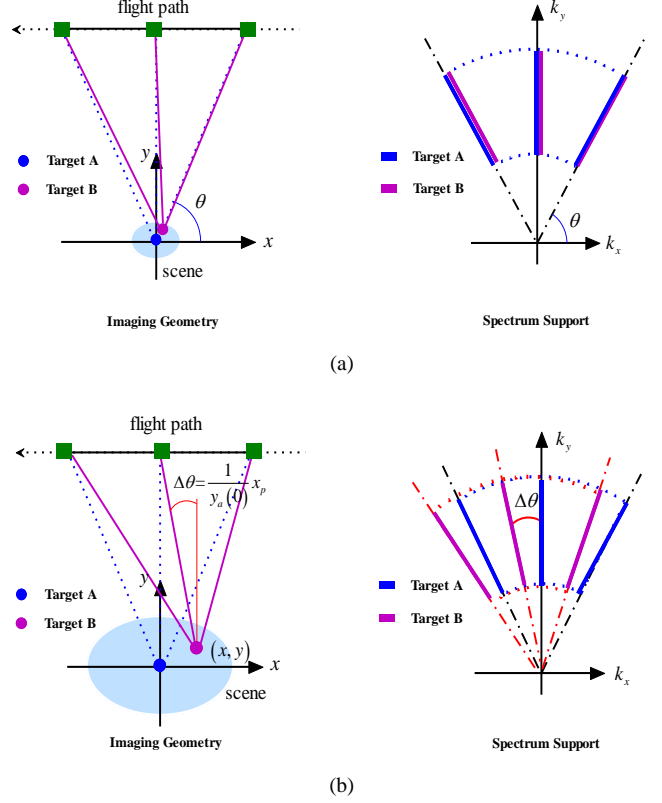 flight path
y
Target A
Target B
θ
x
scene
Imaging Geometry
k_y
Target A
Target B
θ
k_x
Spectrum Support
(a)
flight path
Δθ = 1/y_a(0) x_p
y
Target A
Target B
(x, y)
x
scene
Imaging Geometry
k_y
Δθ
Target A
Target B
k_x
Spectrum Support
(b)